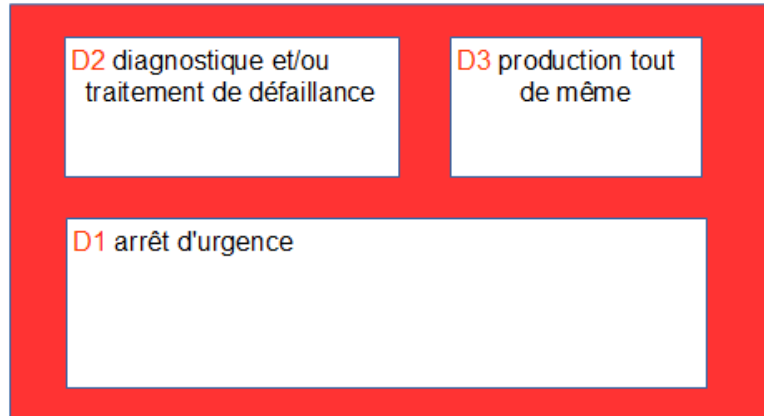 D2 diagnostique et/ou
traitement de défaillance
D3 production tout
de même
D1 arrêt d'urgence